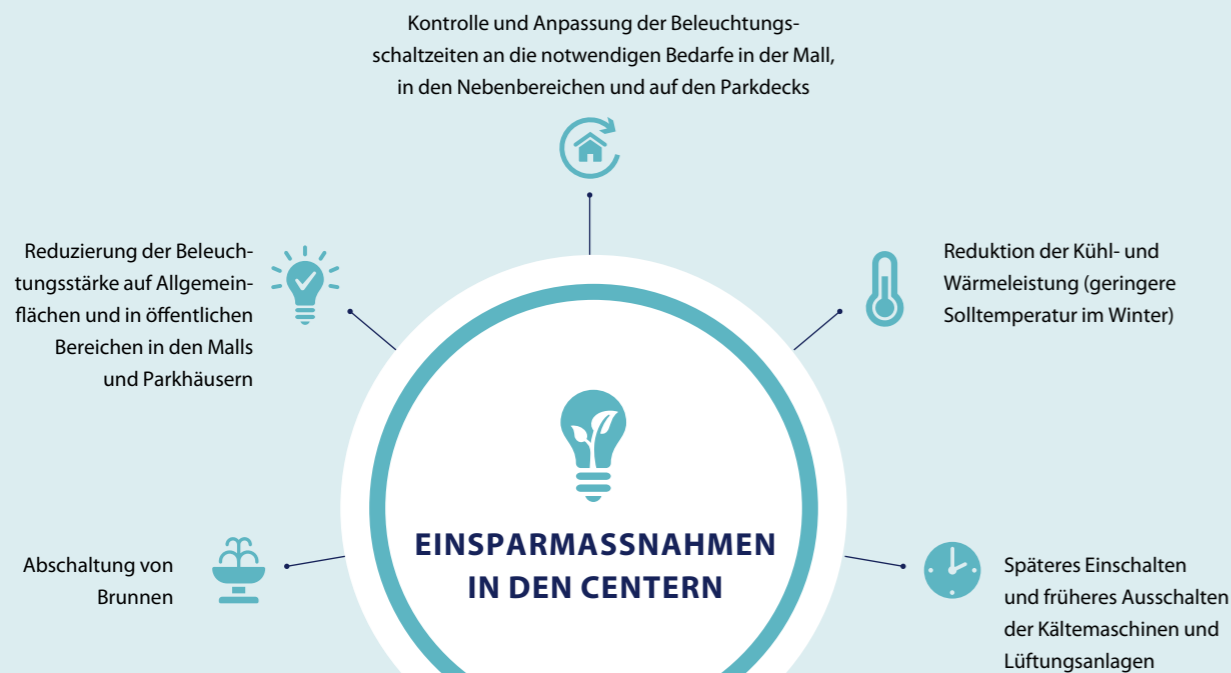 Kontrolle und Anpassung der Beleuchtungs-
schaltzeiten an die notwendigen Bedarfe in der Mall,
in den Nebenbereichen und auf den Parkdecks
Reduzierung der Beleuch-
tungsstärke auf Allgemein-
flächen und in öffentlichen
Bereichen in den Malls
und Parkhäusern
Reduktion der Kühl- und
Wärmeleistung (geringere
Solltemperatur im Winter)
EINSPARMASSNAHMEN
IN DEN CENTERN
Abschaltung von
Brunnen
Späteres Einschalten
und früheres Ausschalten
der Kältemaschinen und
Lüftungsanlagen